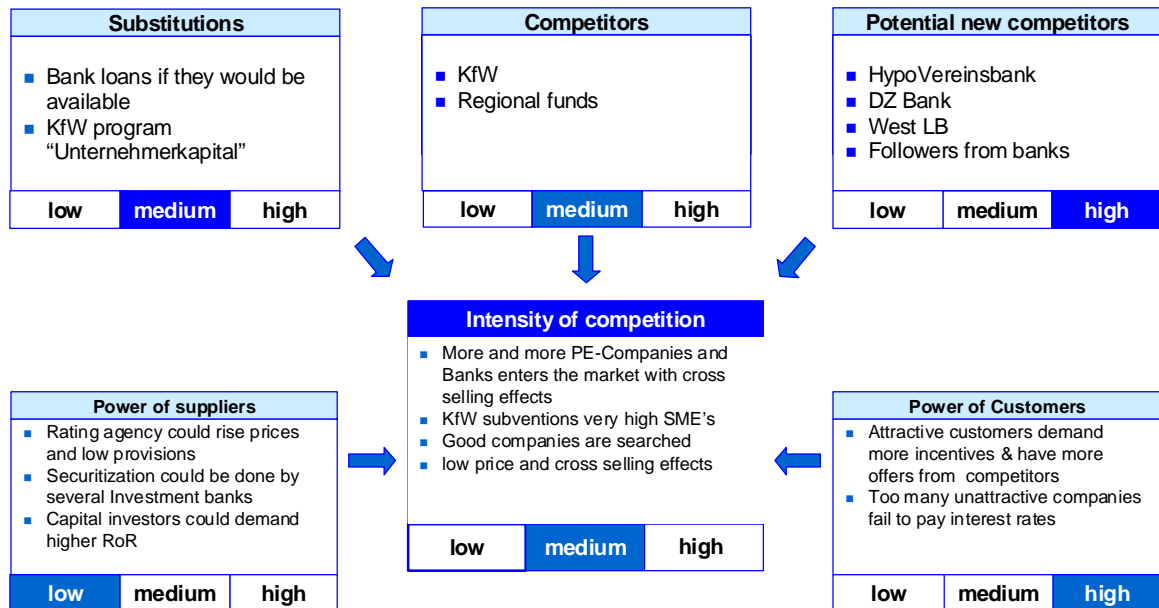 Substitutions
Bank loans if they would be
available
KfW program
“Unternehmerkapital”
low medium high
Competitors
KfW
Regional funds
low medium high
Potential new competitors
HypoVereinsbank
DZ Bank
West LB
Followers from banks
low medium high
Intensity of competition
More and more PE-Companies and
Banks enters the market with cross
selling effects
KfW subventions very high SME’s
Good companies are searched
low price and cross selling effects
low medium high
Power of suppliers
Rating agency could rise prices
and low provisions
Securitization could be done by
several Investment banks
Capital investors could demand
higher RoR
low medium high
Power of Customers
Attractive customers demand
more incentives & have more
offers from competitors
Too many unattractive companies
fail to pay interest rates
low medium high